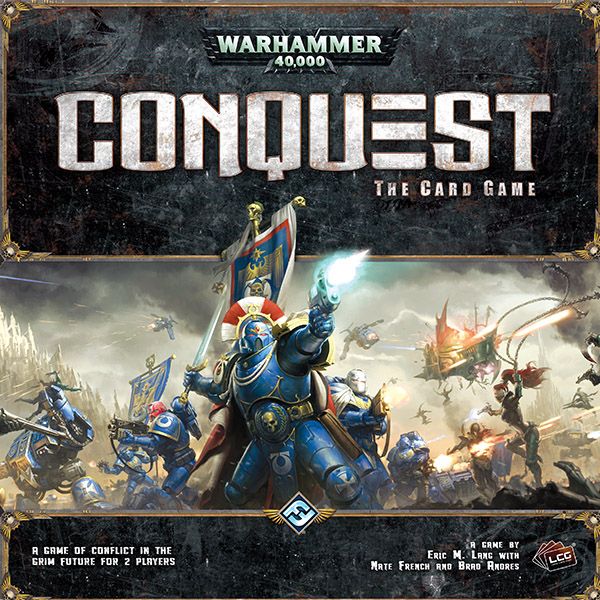 WARHAMMER
40,000
CONQUEST
THE CARD GAME
A GAME OF CONFLICT IN THE
GRIM FUTURE FOR 2 PLAYERS
A GAME BY
ERIC M. LANG WITH
NATE FRENCH AND BRAD ANDRES
LCG